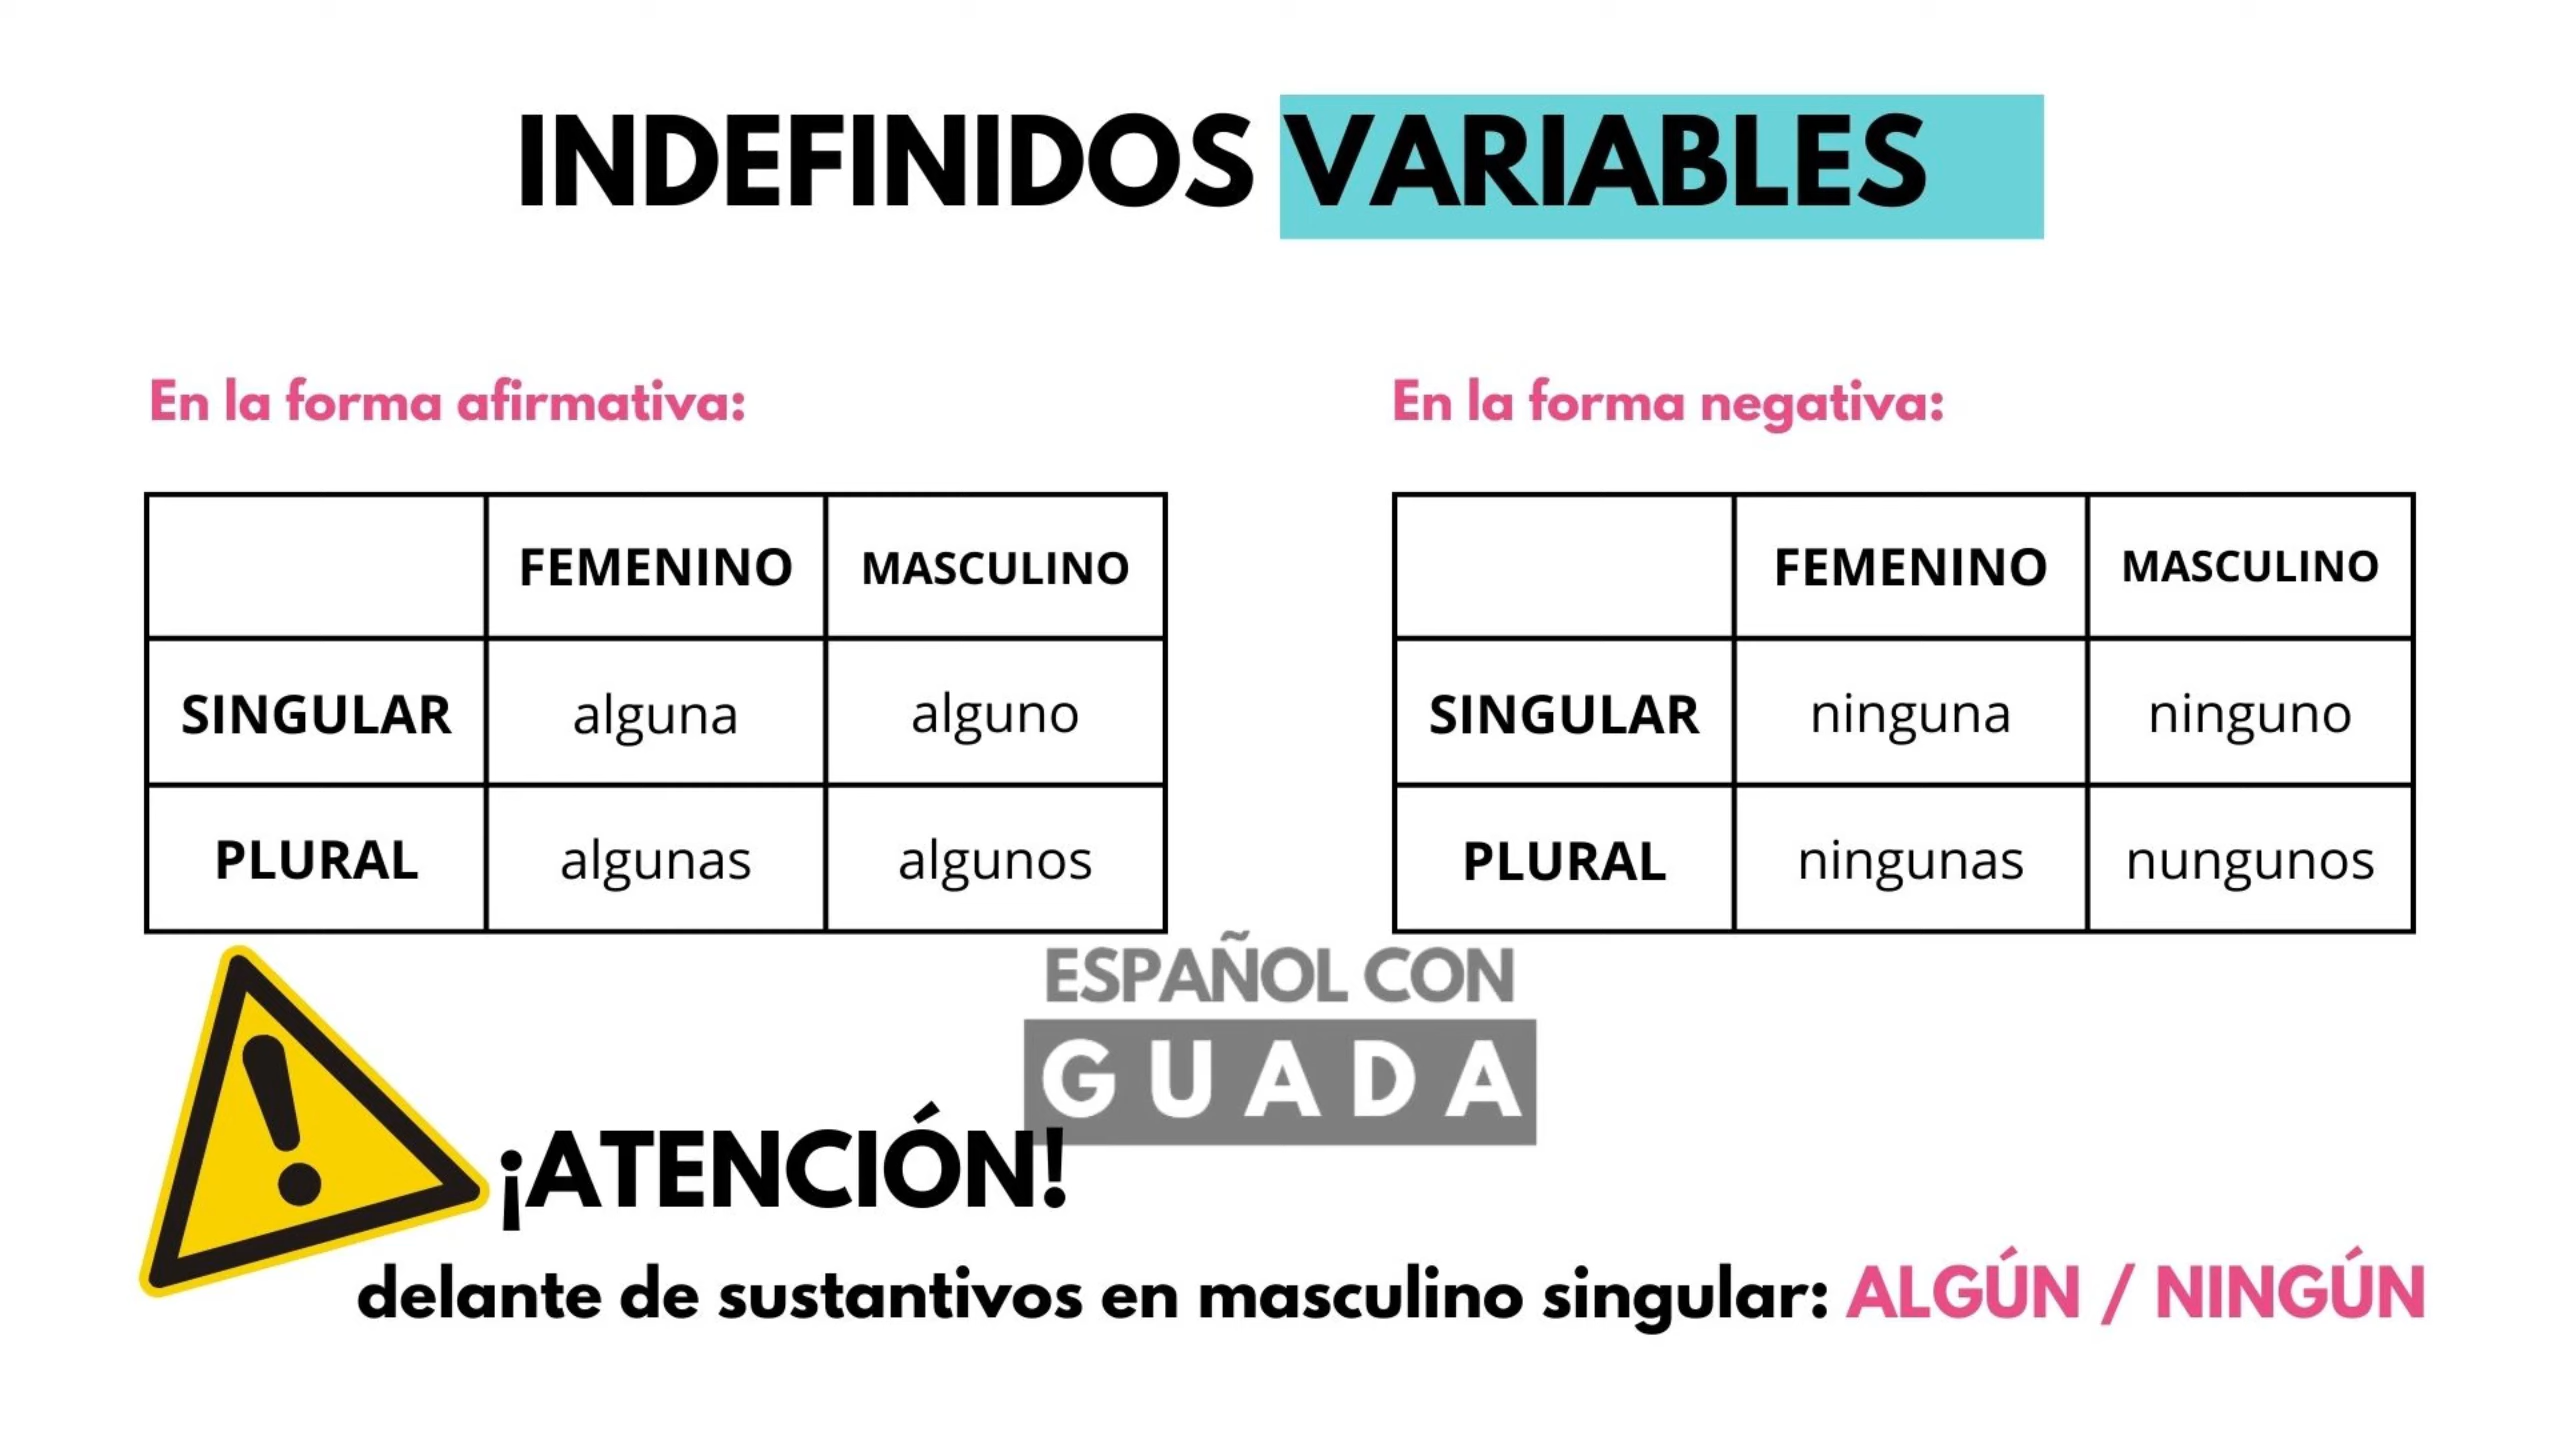 INDEFINIDOS VARIABLES
En la forma afirmativa:
FEMENINO MASCULINO
SINGULAR alguna alguno
PLURAL algunas algunos
En la forma negativa:
FEMENINO MASCULINO
SINGULAR ninguna ninguno
PLURAL ningunas nungunos
ESPAÑOL CON
GUADA
¡ATENCIÓN!
delante de sustantivos en masculino singular: ALGÚN / NINGÚN